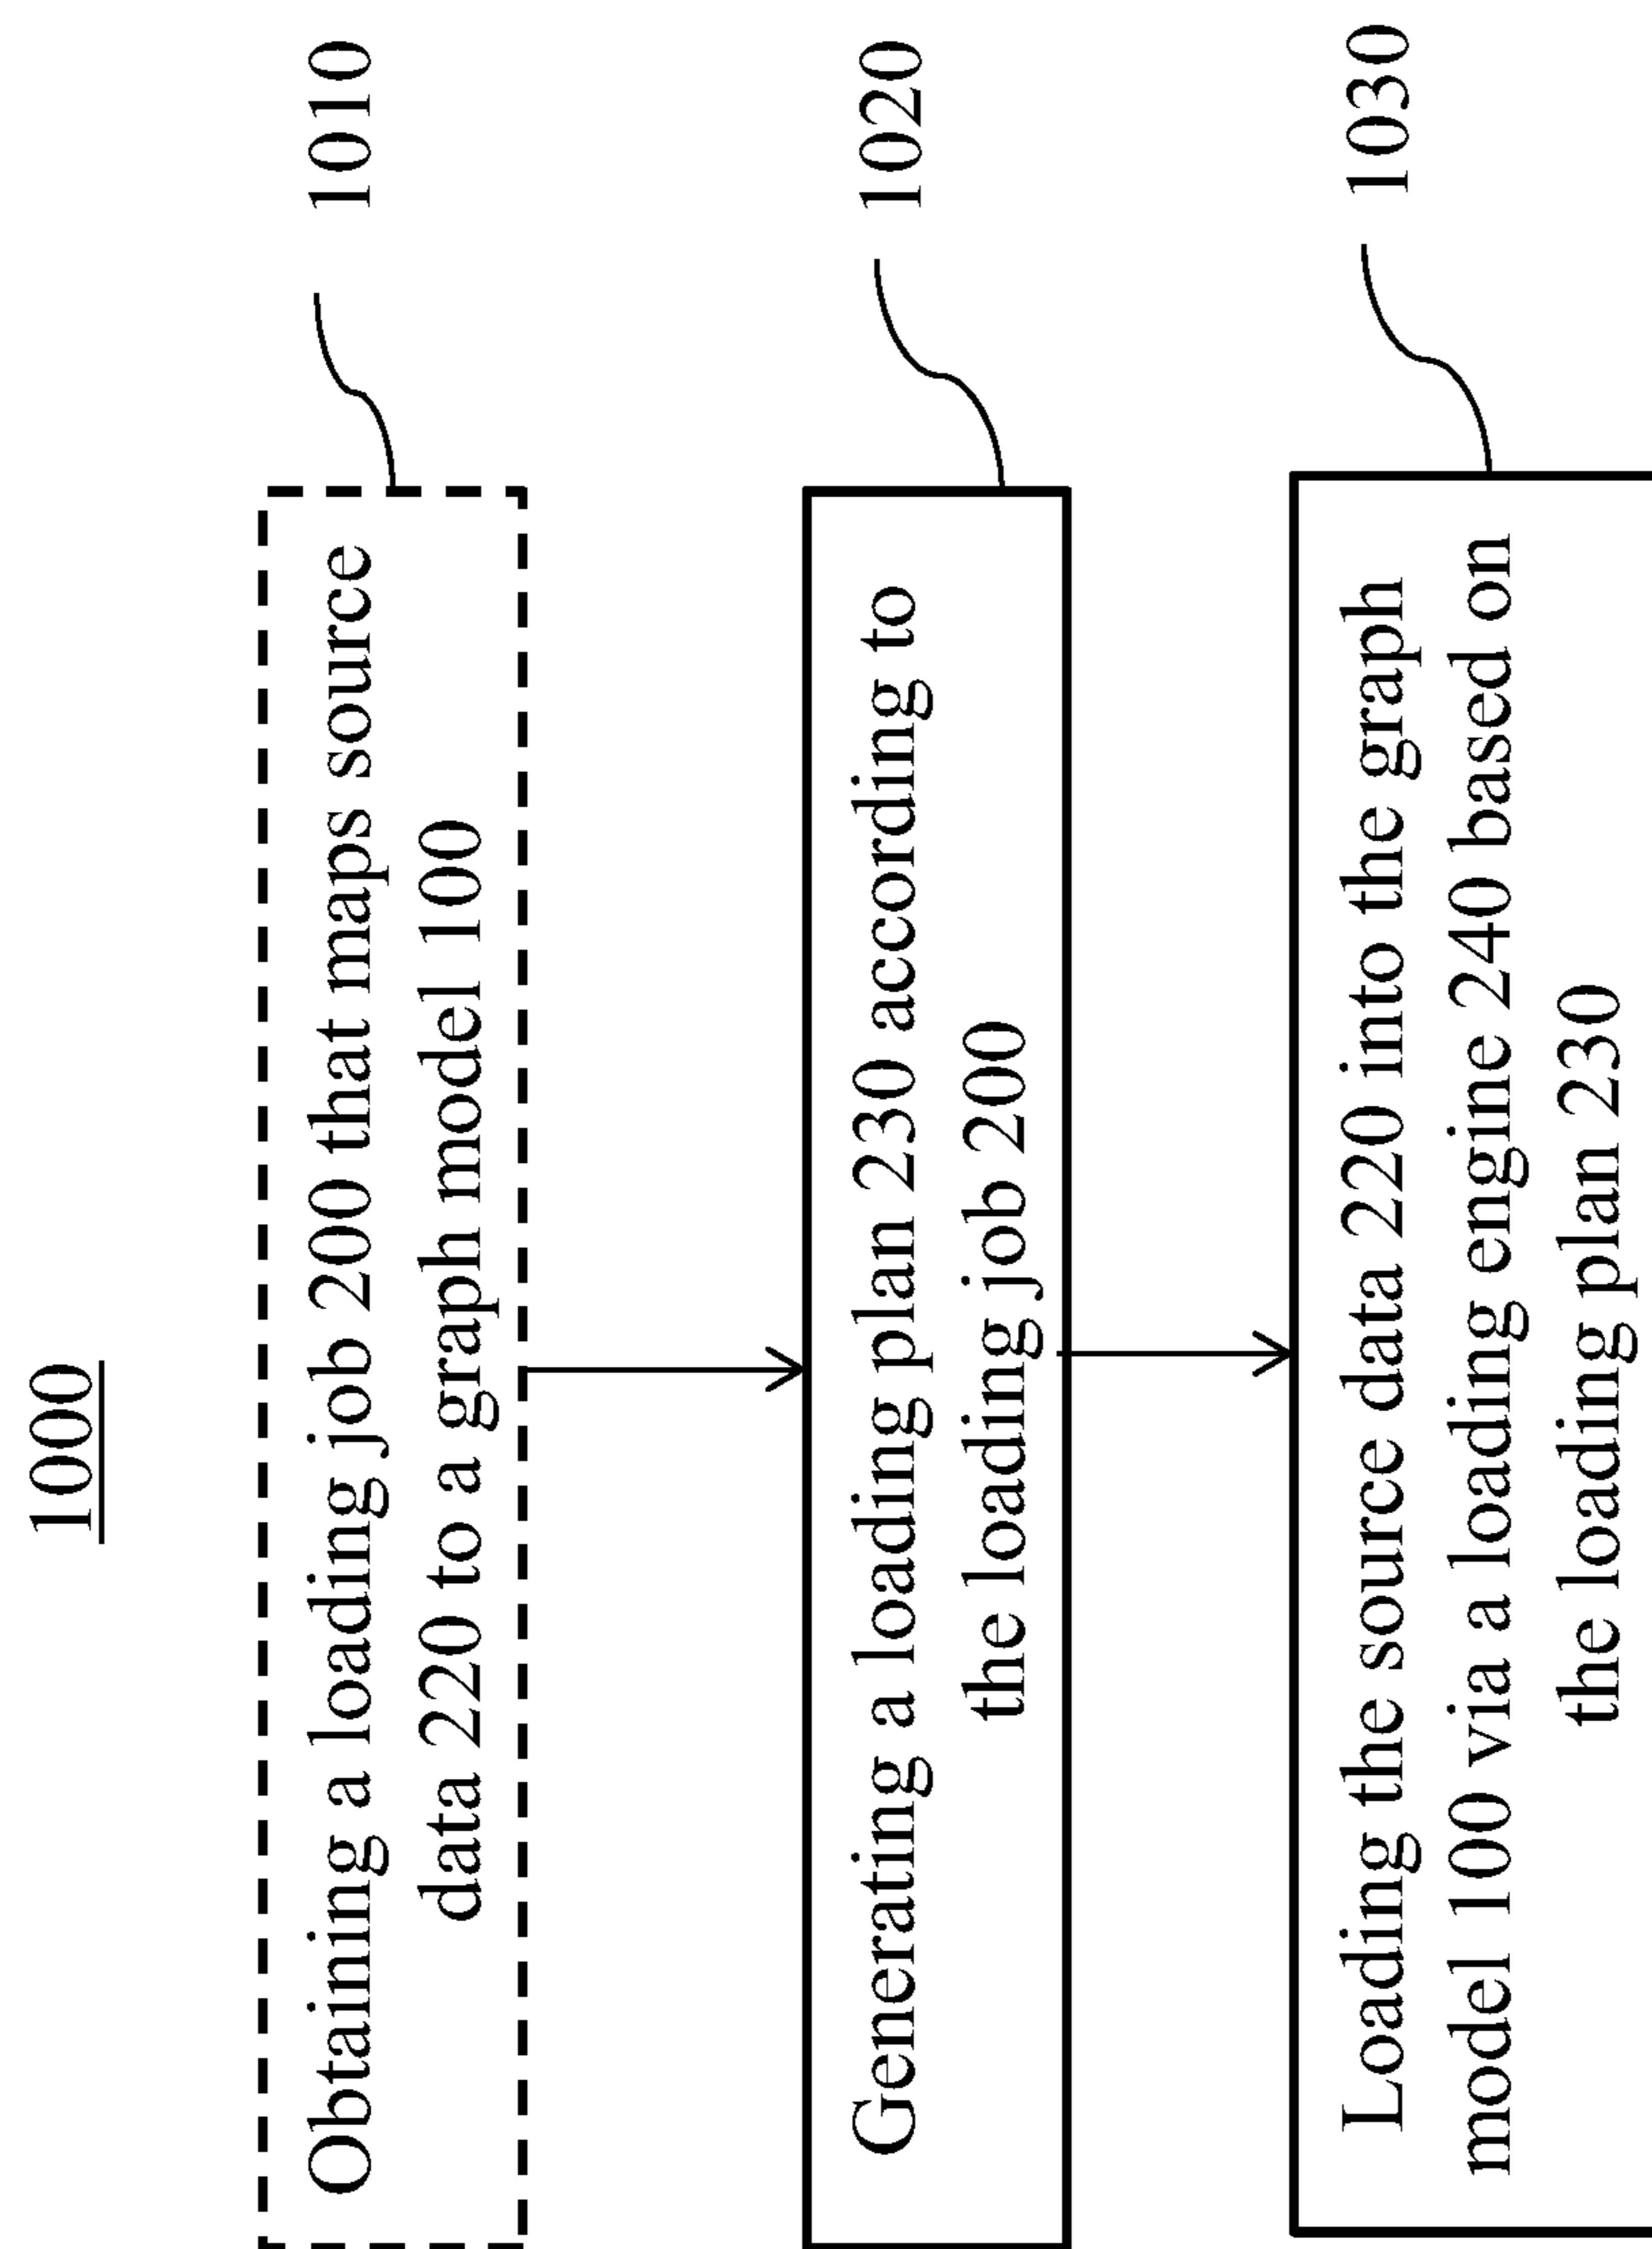 1000
Obtaining a loading job 200 that maps source
data 220 to a graph model 100
1010
Generating a loading plan 230 according to
the loading job 200
1020
Loading the source data 220 into the graph
model 100 via a loading engine 240 based on
the loading plan 230
1030